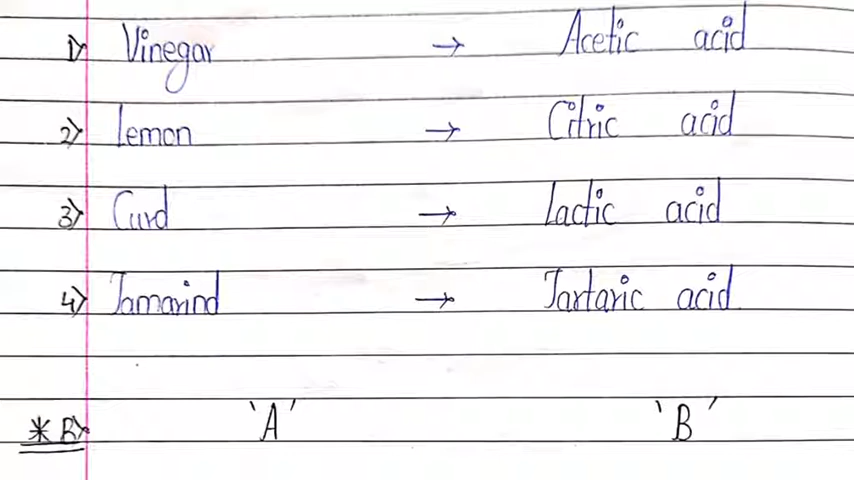 1) Vinegar → Acetic acid
2) Lemon → Citric acid
3) Curd → Lactic acid
4) Tamarind → Tartaric acid
* B) 'A' 'B'